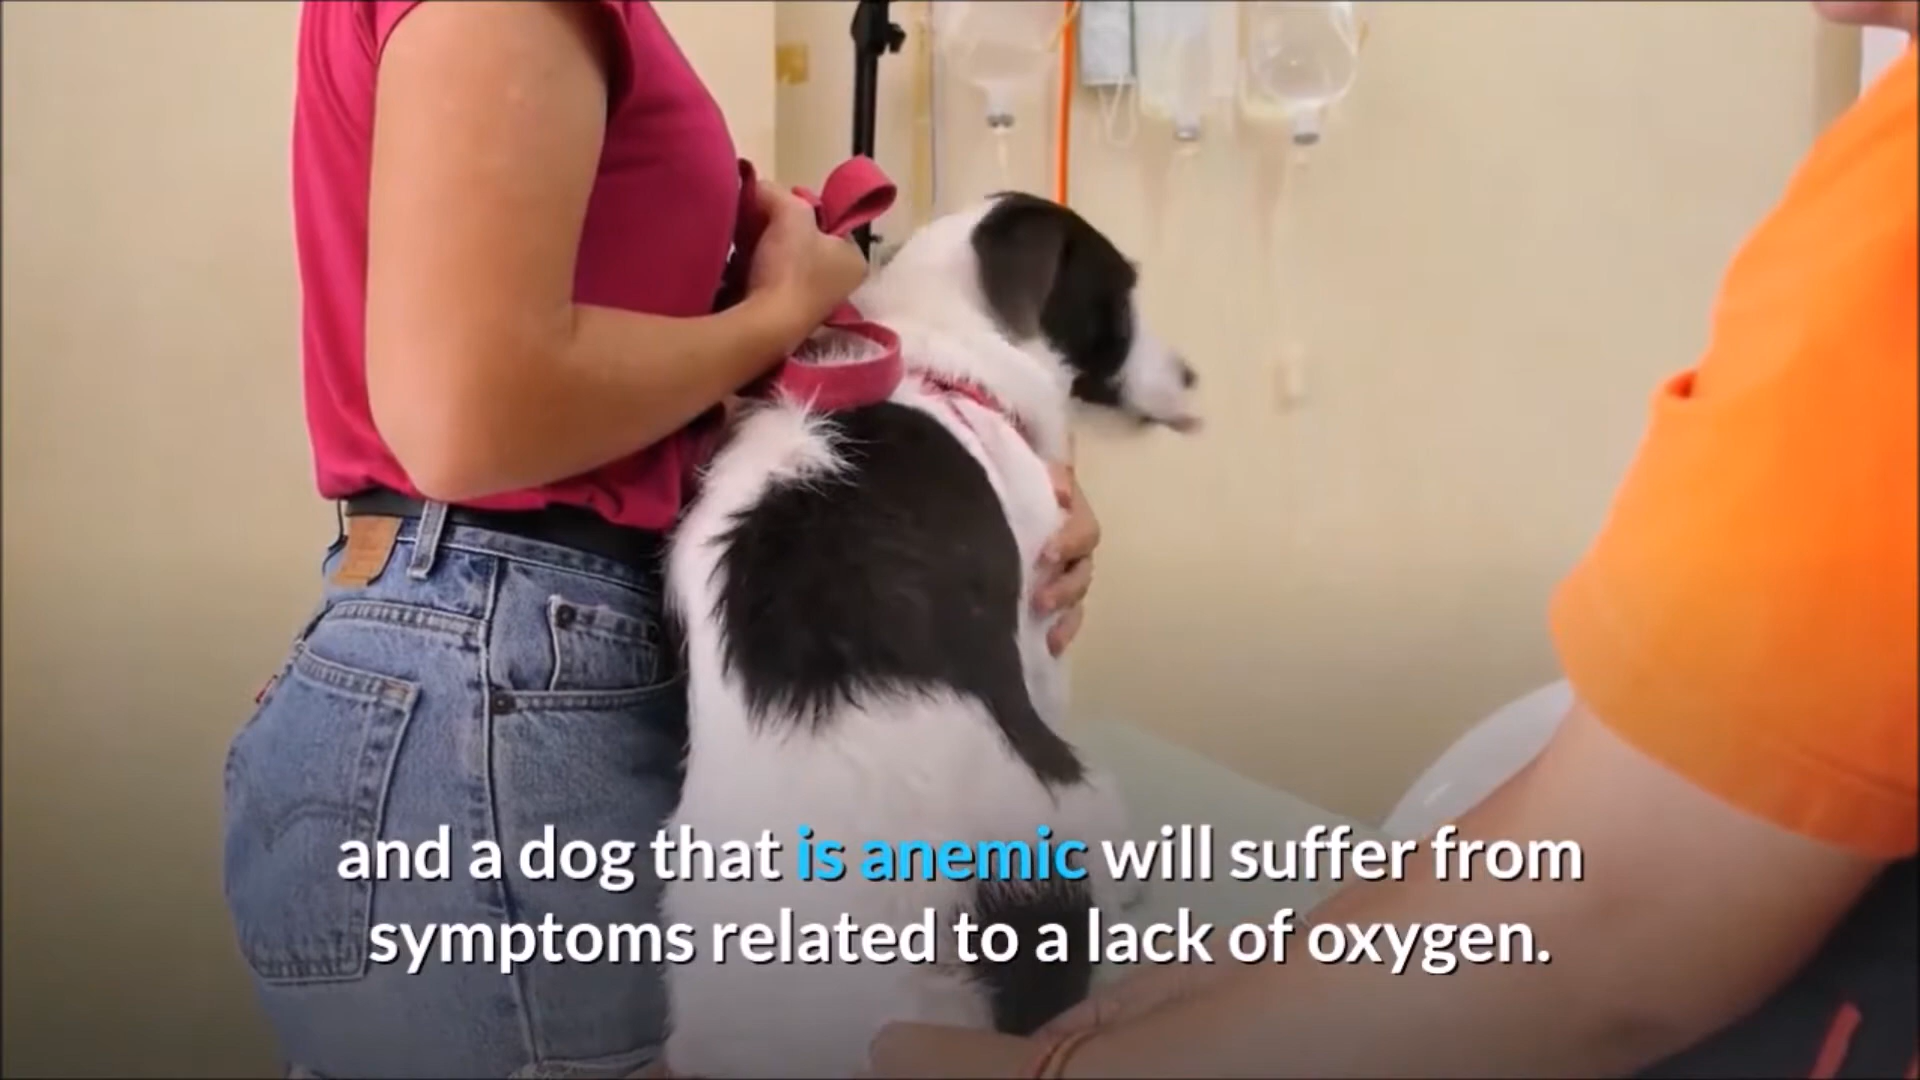 and a dog that is anemic will suffer from
symptoms related to a lack of oxygen.